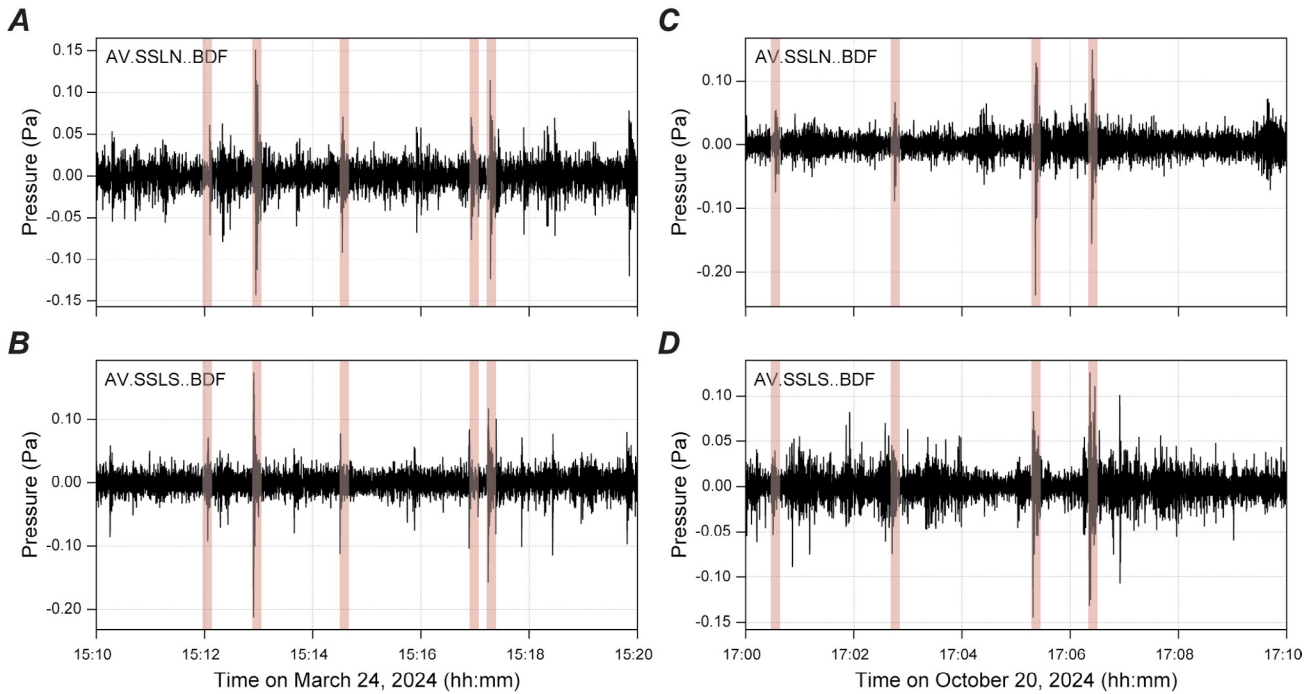 A
AV.SSLN..BDF
Pressure (Pa)
0.15
0.10
0.05
0.00
-0.05
-0.10
-0.15
B
AV.SSLS..BDF
Pressure (Pa)
0.10
0.00
-0.10
-0.20
15:10 15:12 15:14 15:16 15:18 15:20
Time on March 24, 2024 (hh:mm)
C
AV.SSLN..BDF
Pressure (Pa)
0.10
0.00
-0.10
-0.20
D
AV.SSLS..BDF
Pressure (Pa)
0.10
0.05
0.00
-0.05
-0.10
-0.15
17:00 17:02 17:04 17:06 17:08 17:10
Time on October 20, 2024 (hh:mm)